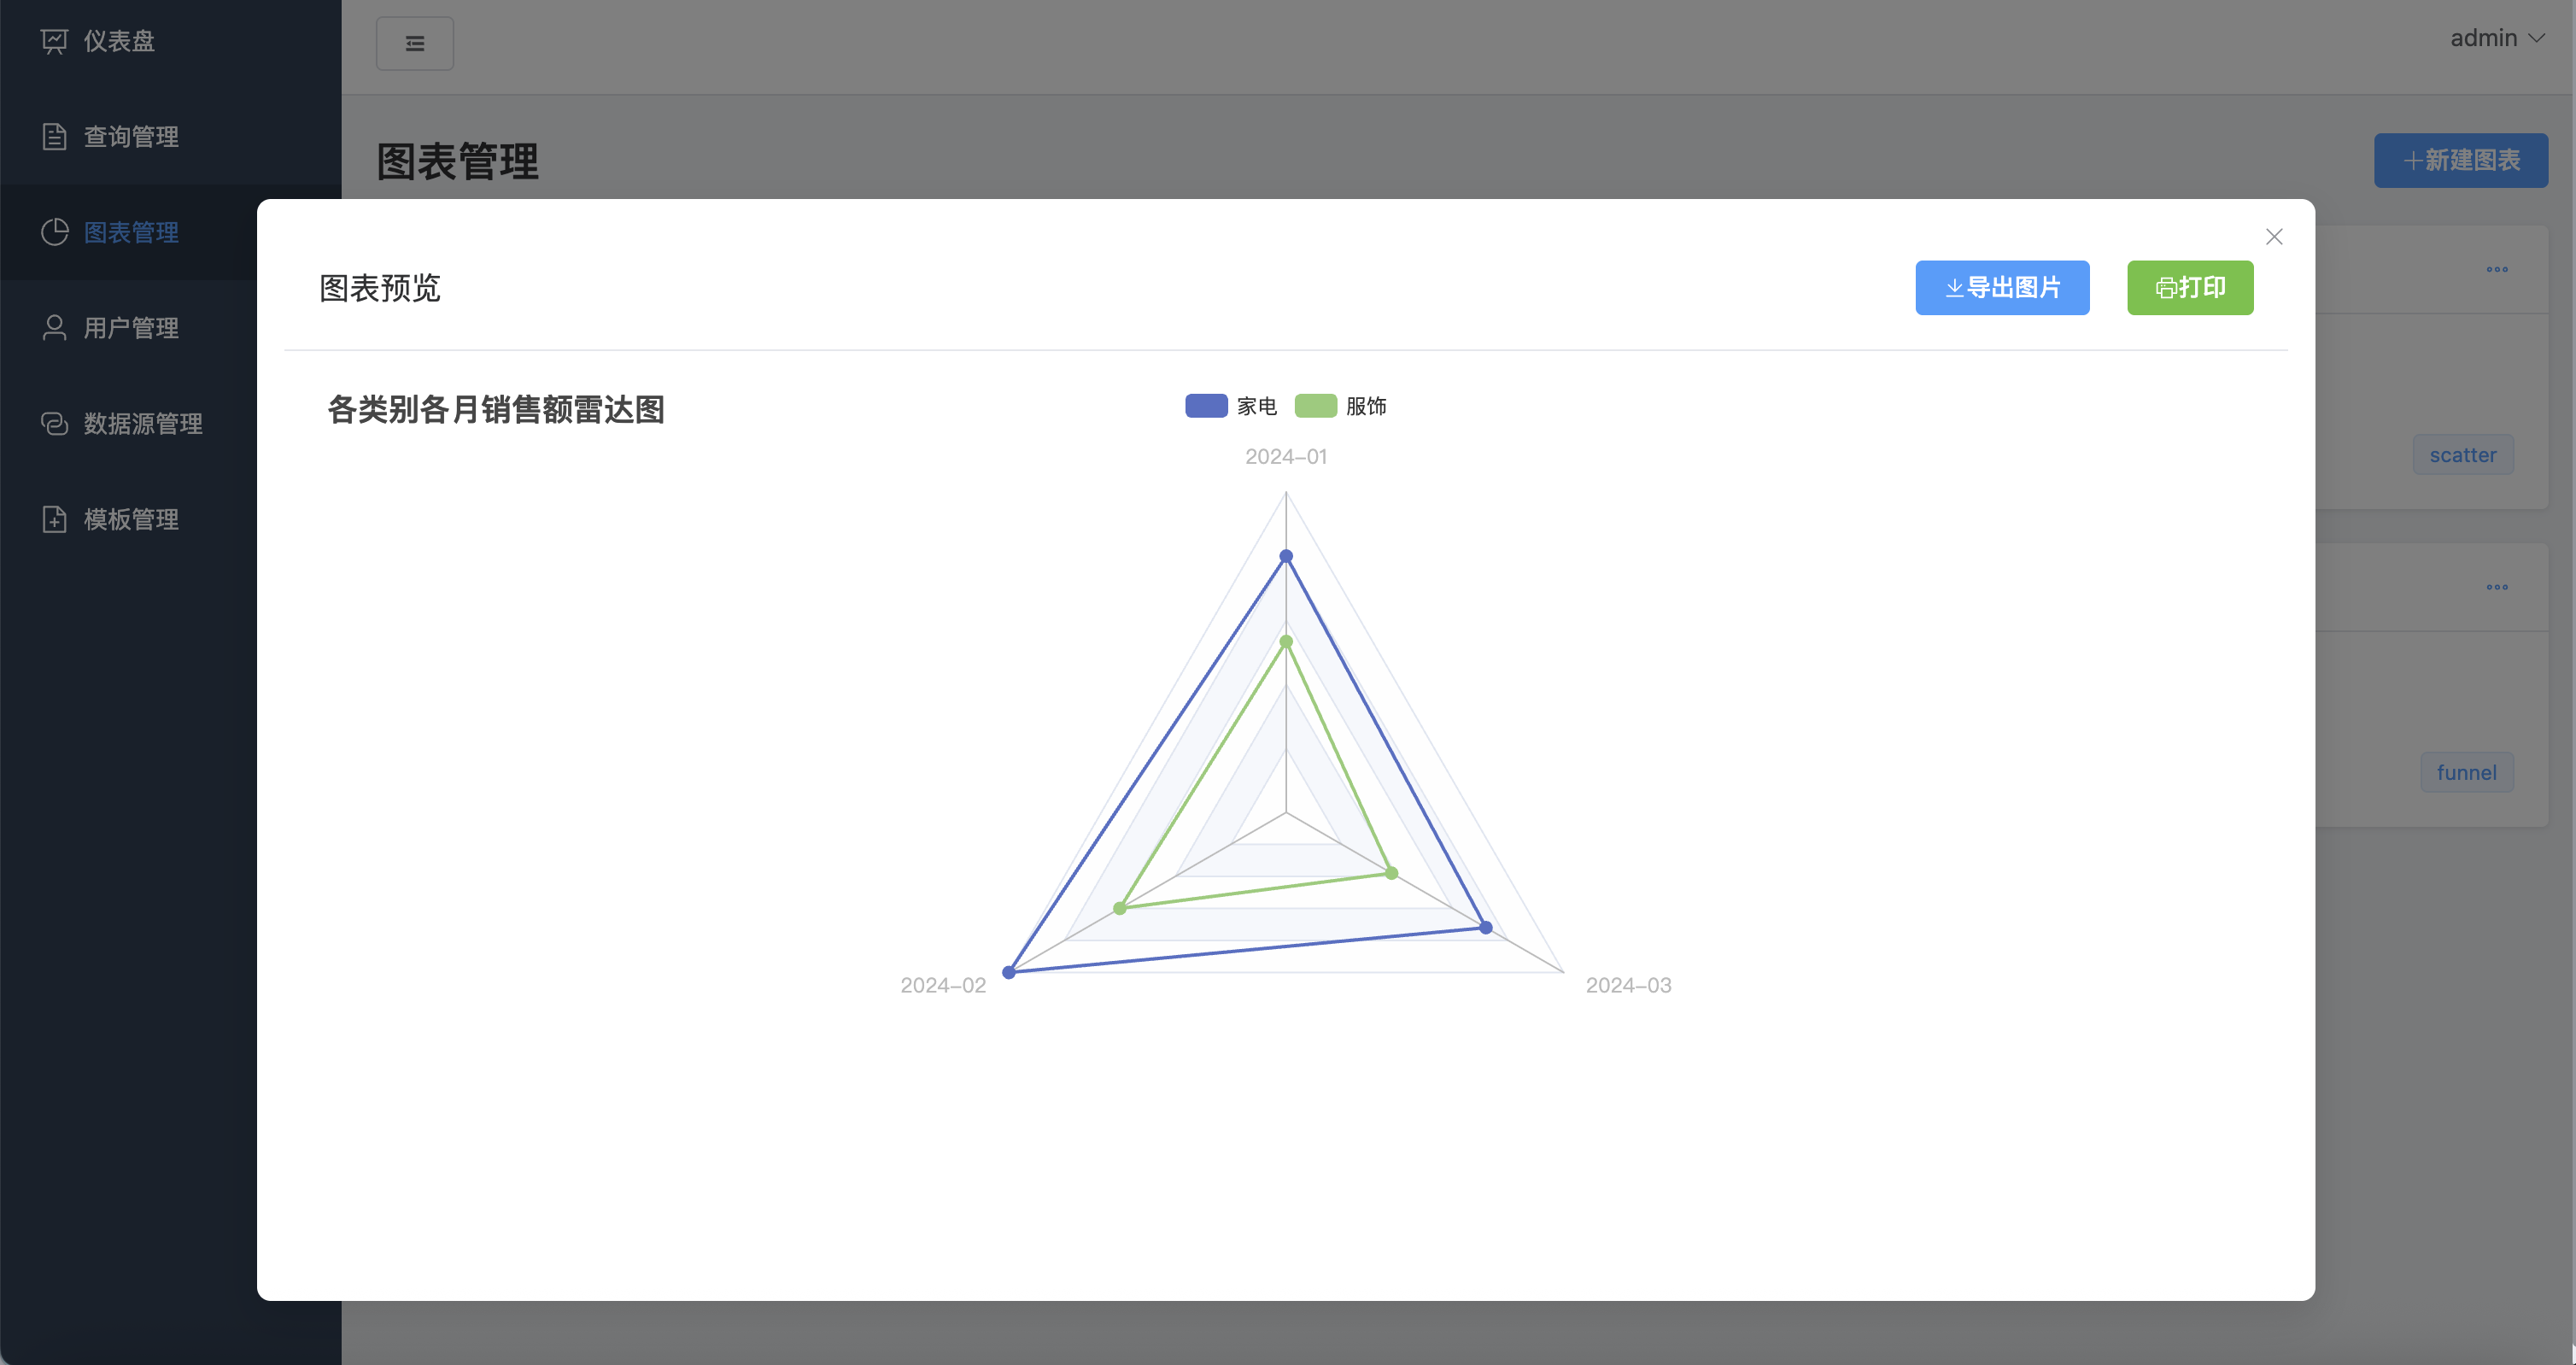 仪表盘
查询管理
图表管理
用户管理
数据源管理
模板管理
admin
图表管理
新建图表
scatter
funnel
图表预览
导出图片
打印
各类别各月销售额雷达图
家电 服饰
2024-01
2024-02
2024-03